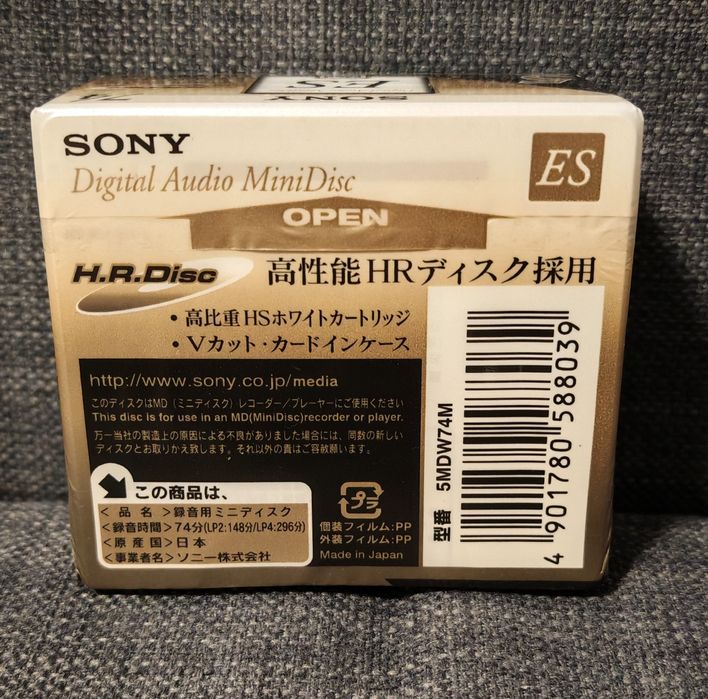 ES
SONY
74
SONY
Digital Audio MiniDisc
ES
OPEN
H.R.Disc
高性能HRディスク採用
・高比重HSホワイトカートリッジ
・Vカット・カードインケース
http://www.sony.co.jp/media
このディスクはMD（ミニディスク）レコーダー／プレーヤーにご使用ください
This disc is for use in an MD(MiniDisc)recorder or player.
万一当社の製造上の原因による不良がありました場合には、同数の新しい
ディスクとお取りかえ致します。それ以外の責はご容赦願います。
この商品は、
＜品 名＞録音用ミニディスク
＜録音時間＞74分(LP2:148分/LP4:296分)
＜原 産 国＞日本
＜事業者名＞ソニー株式会社
プラ
個装フィルム:PP
外装フィルム:PP
Made in Japan
型番 5MDW74M
4 901780 588039